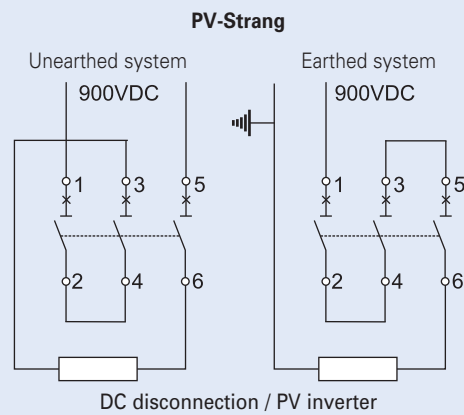 PV-Strang
Unearthed system
Earthed system
900VDC
900VDC
1 3 5
1 3 5
2 4 6
2 4 6
DC disconnection / PV inverter